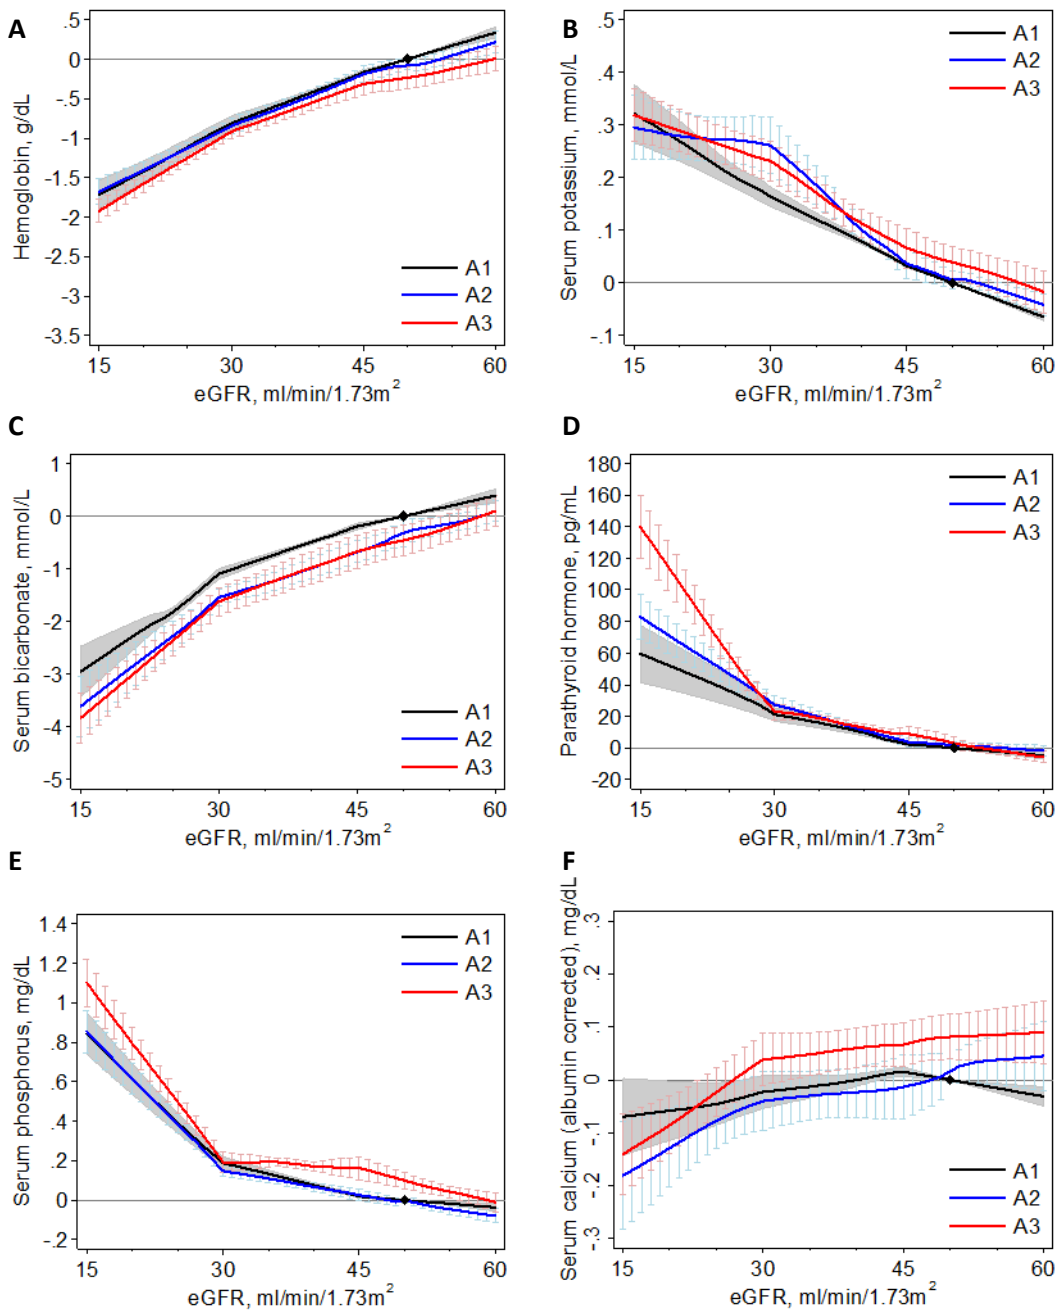 A
Hemoglobin, g/dL
.5
0
-.5
-1
-1.5
-2
-2.5
-3
-3.5
A1
A2
A3
15 30 45 60
eGFR, ml/min/1.73m²
B
Serum potassium, mmol/L
.5
.4
.3
.2
.1
0
-.1
A1
A2
A3
15 30 45 60
eGFR, ml/min/1.73m²
C
Serum bicarbonate, mmol/L
1
0
-1
-2
-3
-4
-5
A1
A2
A3
15 30 45 60
eGFR, ml/min/1.73m²
D
Parathyroid hormone, pg/mL
180
160
140
120
100
80
60
40
20
0
-20
A1
A2
A3
15 30 45 60
eGFR, ml/min/1.73m²
E
Serum phosphorus, mg/dL
1.4
1.2
1
.8
.6
.4
.2
0
-.2
A1
A2
A3
15 30 45 60
eGFR, ml/min/1.73m²
F
Serum calcium (albumin corrected), mg/dL
.3
.2
.1
0
-.1
-.2
-.3
A1
A2
A3
15 30 45 60
eGFR, ml/min/1.73m²